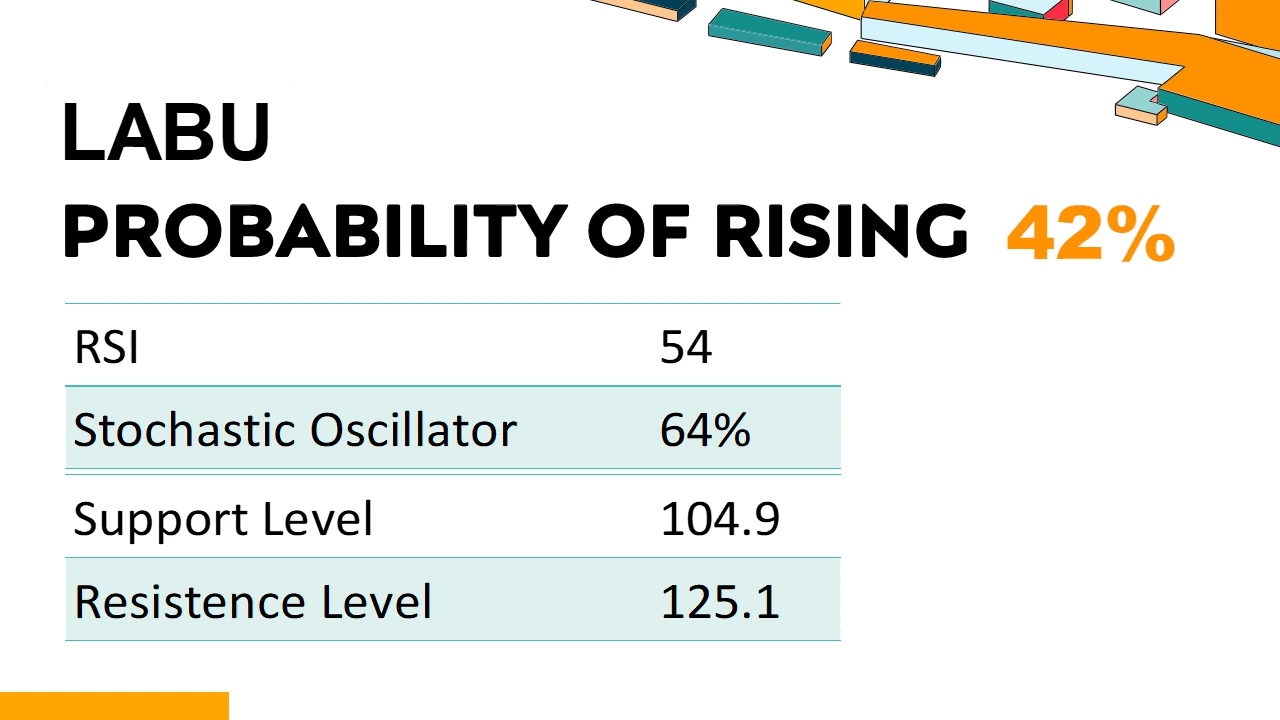 LABU
PROBABILITY OF RISING 42%
RSI 54
Stochastic Oscillator 64%
Support Level 104.9
Resistence Level 125.1